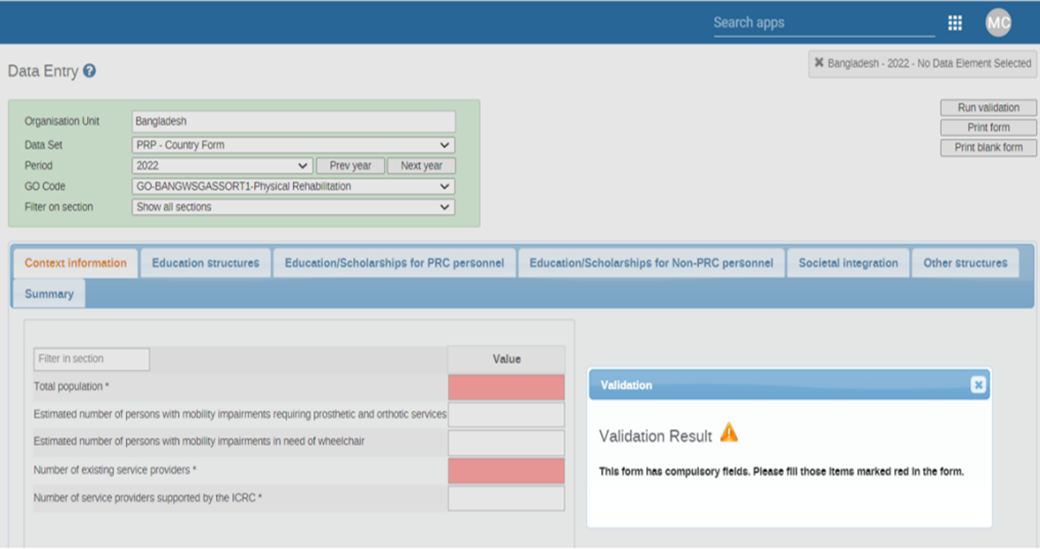 Search apps
MC
Data Entry ?
✖ Bangladesh - 2022 - No Data Element Selected
Organisation Unit Bangladesh
Data Set PRP - Country Form
Period 2022 Prev year Next year
GO Code GO-BANGWSGASSORT1-Physical Rehabilitation
Filter on section Show all sections
Run validation
Print form
Print blank form
Context information Education structures Education/Scholarships for PRC personnel Education/Scholarships for Non-PRC personnel Societal integration Other structures
Summary
Filter in section Value
Total population *
Estimated number of persons with mobility impairments requiring prosthetic and orthotic services
Estimated number of persons with mobility impairments in need of wheelchair
Number of existing service providers *
Number of service providers supported by the ICRC *
Validation
Validation Result
This form has compulsory fields. Please fill those items marked red in the form.